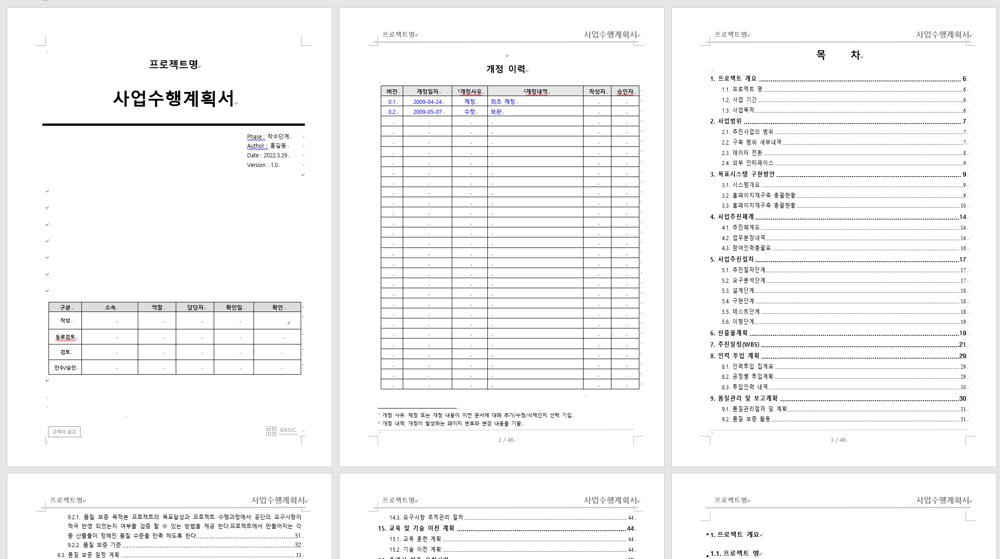 프로젝트명
사업수행계획서
Phase : 착수단계
Author : 홍길동
Date : 2022.3.29
Version : 1.0
구분 소속 역할 담당자 확인일 확인
작성
동료검토
검토
인수/승인
고객사 로고
BASIC
International
프로젝트명 사업수행계획서
개정 이력
버전 개정일자 1개정사유 2개정내역 작성자 승인자
0.1 2009-04-24 제정 최초 제정
0.2 2009-05-07 수정 보완
1 개정 사유: 제정 또는 개정 내용이 이전 문서에 대해 추가/수정/삭제인지 선택 기입
2 개정 내역: 개정이 발생하는 페이지 번호와 변경 내용을 기술
2 / 46
프로젝트명 사업수행계획서
목 차
1. 프로젝트 개요 6
1.1. 프로젝트 명 6
1.2. 사업 기간 6
1.3. 사업목적 6
2. 사업범위 7
2.1. 추진사업의 범위 7
2.2. 구축 범위 세부내역 7
2.3. 데이터 전환 8
2.4. 외부 인터페이스 9
3. 목표시스템 구현방안 9
3.1. 시스템개요 9
3.2. 홈페이지재구축 총괄현황 9
3.3. 홈페이지재구축 총괄현황 10
4. 사업추진체계 14
4.1. 추진체계도 14
4.2. 업무분장내역 14
4.3. 참여인력총괄표 16
5. 사업추진절차 17
5.1. 추진절차단계 17
5.2. 요구분석단계 17
5.3. 설계단계 18
5.4. 구현단계 18
5.5. 테스트단계 18
5.6. 이행단계 19
6. 산출물계획 19
7. 추진일정(WBS) 21
8. 인력 투입 계획 29
8.1. 인력투입 집계표 29
8.2. 공정별 투입계획 29
8.3. 투입인력 내역 30
9. 품질관리 및 보고계획 30
9.1. 품질관리절차 및 계획 31
9.2. 품질 보증 활동 31
3 / 46
프로젝트명 사업수행계획서
9.2.1. 품질 보증 목적본 프로젝트의 목표달성과 프로젝트 수행과정에서 공단의 요구사항이
적극 반영 되었는지 여부를 검증 할 수 있는 방법을 제공 한다.프로젝트에서 만들어지는 각
종 산출물이 정해진 품질 수준을 만족 하도록 한다. 31
9.2.2. 품질 보증 기준 32
9.3. 품질 보증 일정 계획 33
프로젝트명 사업수행계획서
14.3. 요구사항 추적관리 절차 44
15. 교육 및 기술 이전 계획 44
15.1. 교육 훈련 계획 44
15.2. 기술 이전 계획 44
프로젝트명 사업수행계획서
1. 프로젝트 개요
1.1. 프로젝트 명